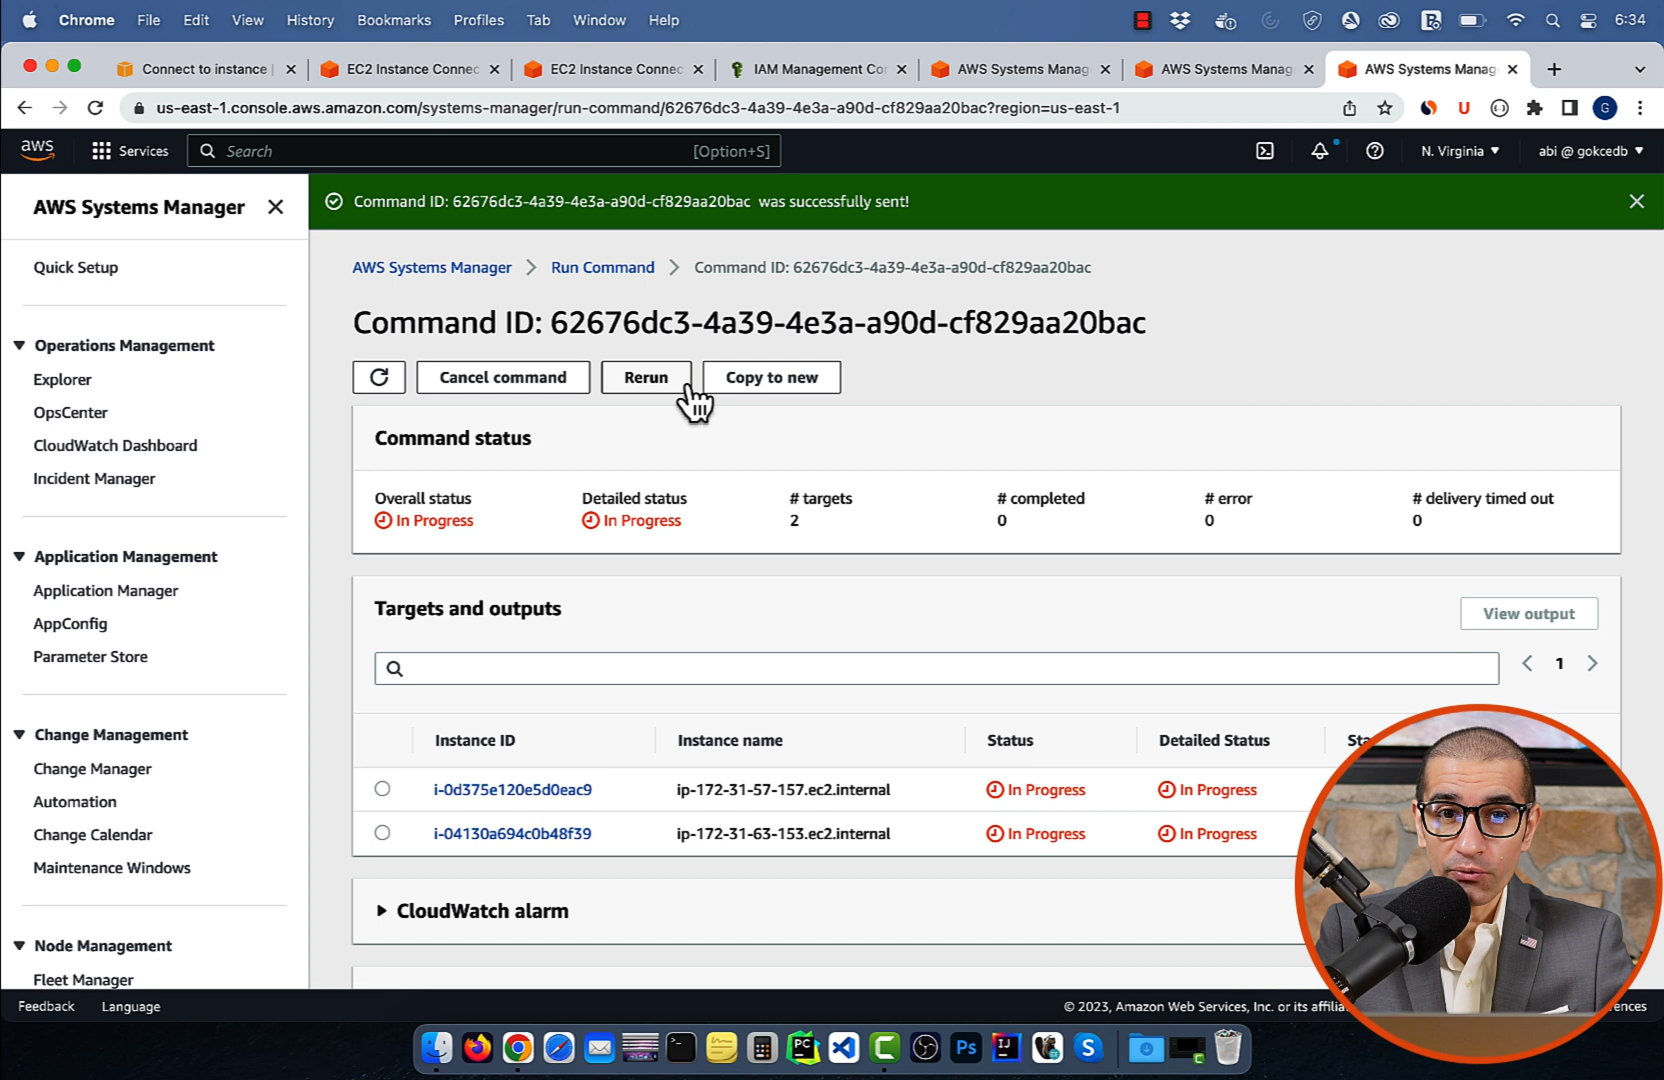 Chrome File Edit View History Bookmarks Profiles Tab Window Help 6:34
Connect to instance | EC2 Instance Connec EC2 Instance Connec IAM Management Co AWS Systems Manag AWS Systems Manag AWS Systems Manag
us-east-1.console.aws.amazon.com/systems-manager/run-command/62676dc3-4a39-4e3a-a90d-cf829aa20bac?region=us-east-1 U G
aws Services Search [Option+S] N. Virginia abi @ gokcedb
AWS Systems Manager
Quick Setup
Operations Management
Explorer
OpsCenter
CloudWatch Dashboard
Incident Manager
Application Management
Application Manager
AppConfig
Parameter Store
Change Management
Change Manager
Automation
Change Calendar
Maintenance Windows
Node Management
Fleet Manager
Command ID: 62676dc3-4a39-4e3a-a90d-cf829aa20bac was successfully sent!
AWS Systems Manager Run Command Command ID: 62676dc3-4a39-4e3a-a90d-cf829aa20bac
Command ID: 62676dc3-4a39-4e3a-a90d-cf829aa20bac
Cancel command Rerun Copy to new
Command status
Overall status Detailed status # targets # completed # error # delivery timed out
In Progress In Progress 2 0 0 0
Targets and outputs View output
1
Instance ID Instance name Status Detailed Status Sta
i-0d375e120e5d0eac9 ip-172-31-57-157.ec2.internal In Progress In Progress
i-04130a694c0b48f39 ip-172-31-63-153.ec2.internal In Progress In Progress
CloudWatch alarm
Feedback Language © 2023, Amazon Web Services, Inc. or its affilia rences
PC Ps IJ S